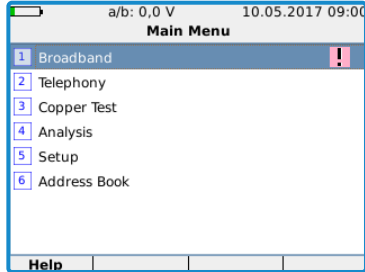 a/b: 0,0 V 10.05.2017 09:00
Main Menu
1 Broadband !
2 Telephony
3 Copper Test
4 Analysis
5 Setup
6 Address Book
Help